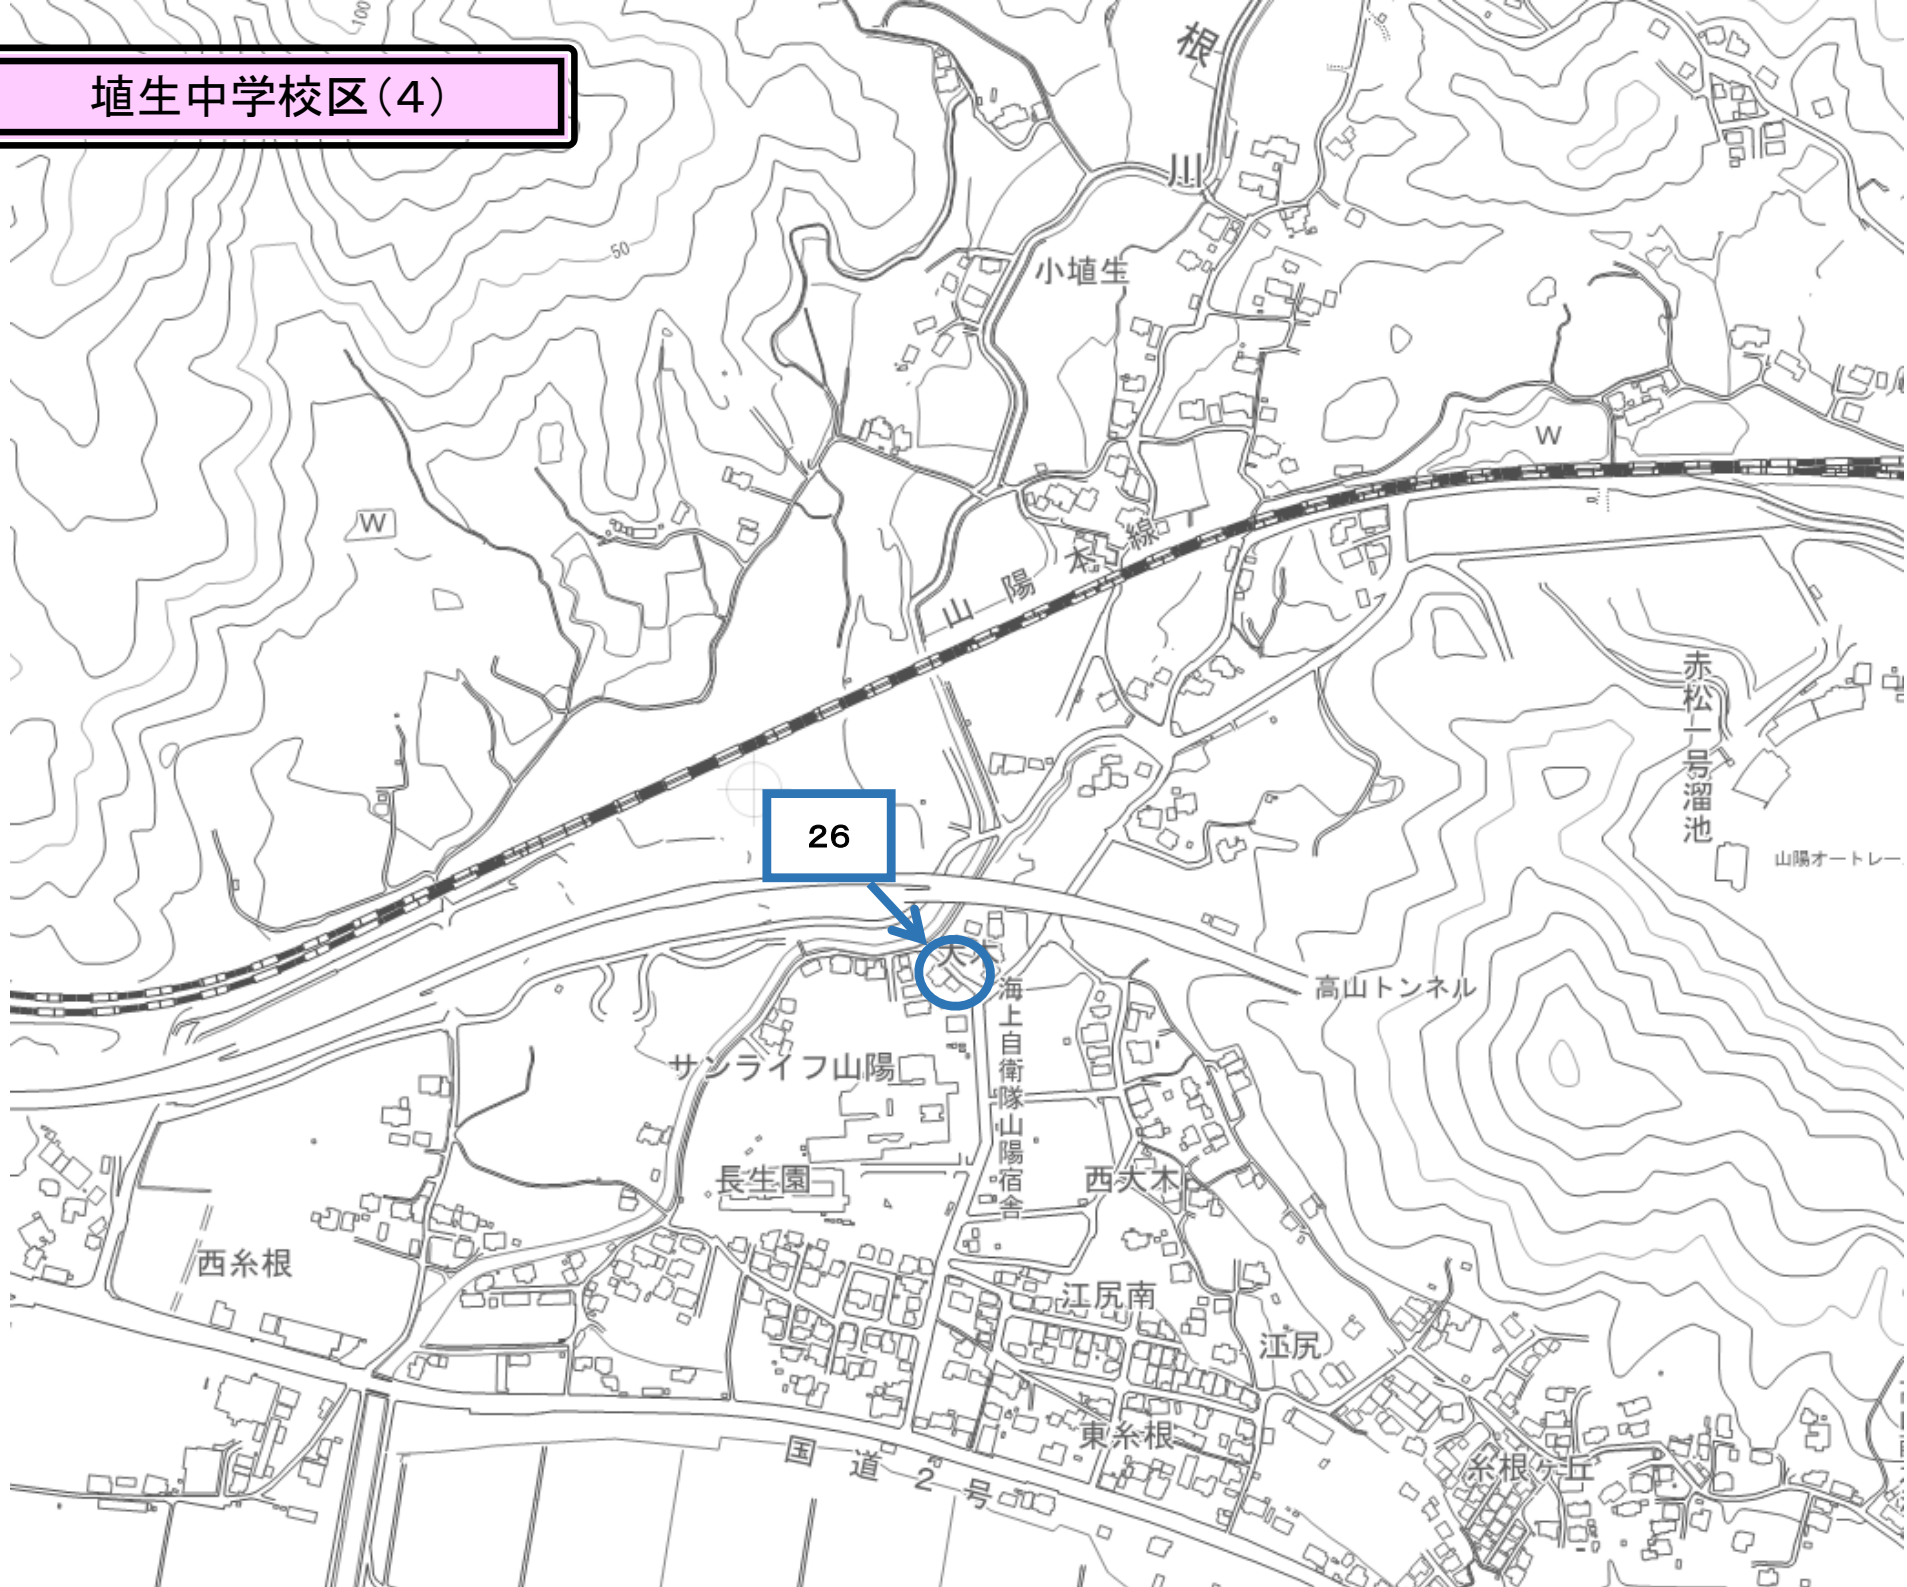 埴生中学校区（４）
100
根
川
50
小埴生
W
W
山陽本線
赤松一号溜池
26
山陽オートレー
大木
高山トンネル
海上自衛隊山陽宿舎
サンライフ山陽
長生園
西大木
西糸根
江尻南
江尻
東糸根
国道2号
糸根ヶ丘